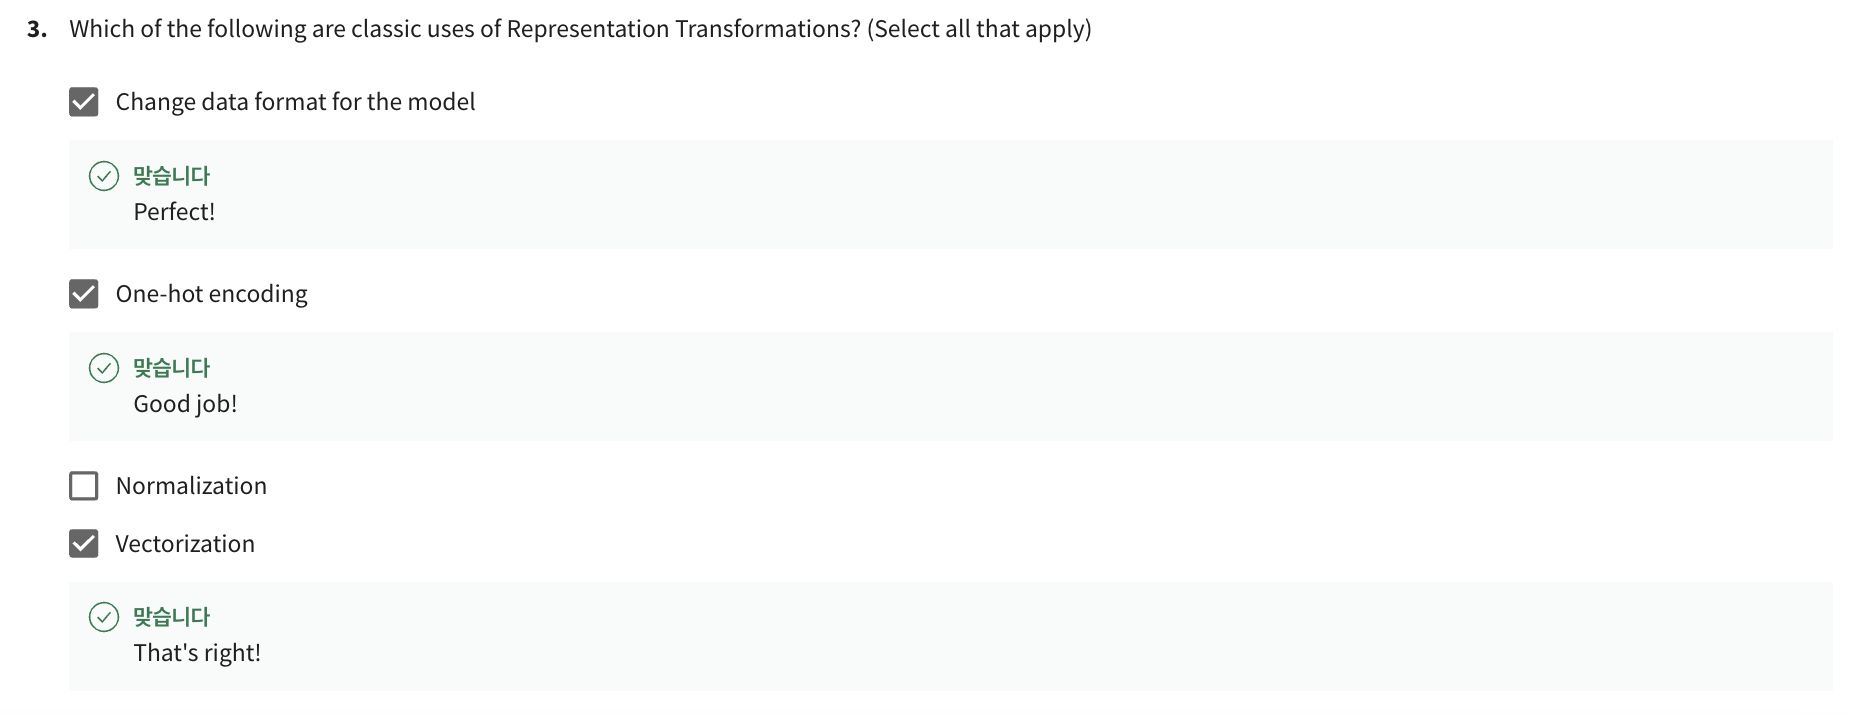 3. Which of the following are classic uses of Representation Transformations? (Select all that apply)
Change data format for the model
맞습니다
Perfect!
One-hot encoding
맞습니다
Good job!
Normalization
Vectorization
맞습니다
That's right!